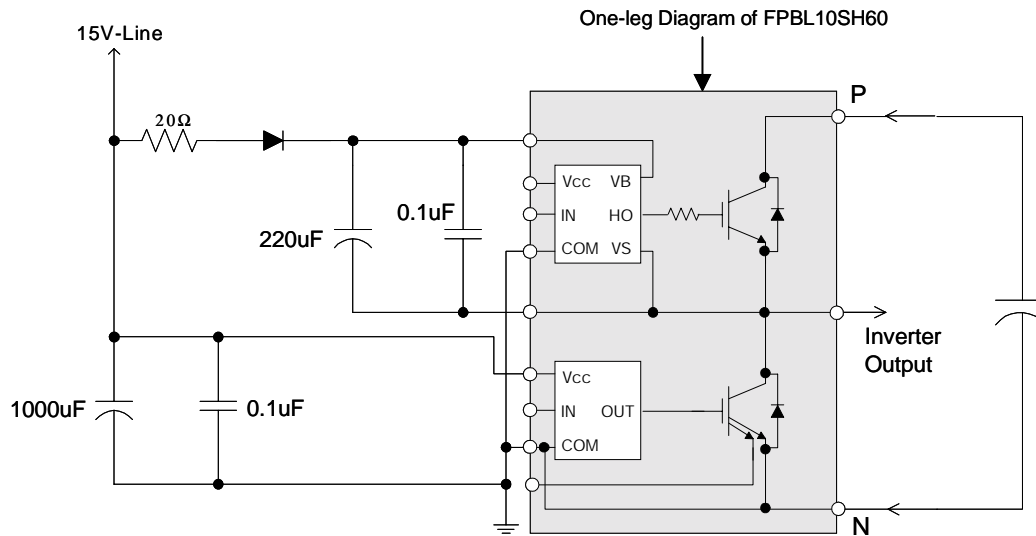 One-leg Diagram of FPBL10SH60
15V-Line
P
20Ω
Vcc VB
0.1uF
IN HO
220uF
COM VS
Inverter
Output
Vcc
1000uF
0.1uF
IN OUT
COM
N